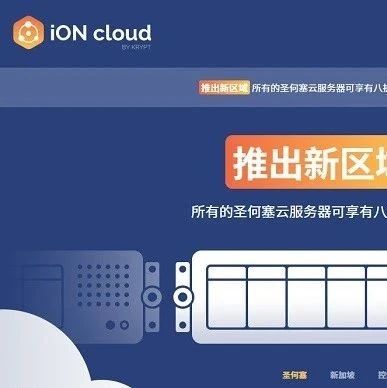 iON cloud
BY KRYPT
推出新区域 所有的圣何塞云服务器可享有八
推出新区
所有的圣何塞云服务器可享有八
圣何塞 新加坡 控